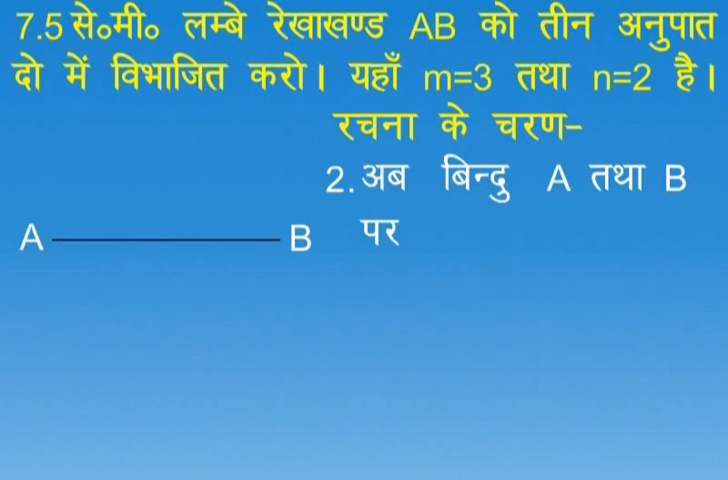 7.5 से०मी० लम्बे रेखाखण्ड AB को तीन अनुपात
दो में विभाजित करो। यहाँ m=3 तथा n=2 है।
रचना के चरण–
2. अब बिन्दु A तथा B
पर
A B